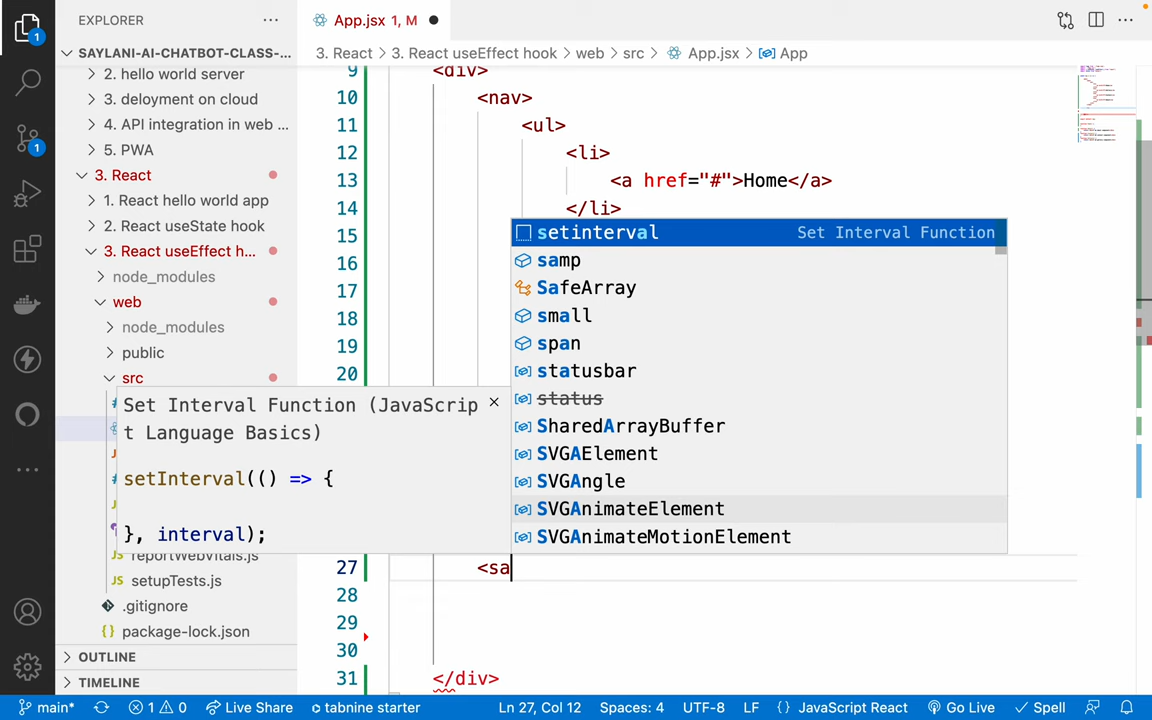 EXPLORER
App.jsx 1, M
SAYLANI-AI-CHATBOT-CLASS-...
3. React > 3. React useEffect hook > web > src > App.jsx > App
2. hello world server
3. deloyment on cloud
4. API integration in web ...
5. PWA
3. React
1. React hello world app
2. React useState hook
3. React useEffect h...
node_modules
web
node_modules
public
src
reportWebVitals.js
setupTests.js
.gitignore
package-lock.json
OUTLINE
TIMELINE
9 <div>
10 <nav>
11 <ul>
12 <li>
13 <a href="#">Home</a>
14 </li>
15
16
17
18
19
20
setinterval Set Interval Function
samp
SafeArray
small
span
statusbar
status
SharedArrayBuffer
SVGAElement
SVGAngle
SVGAnimateElement
SVGAnimateMotionElement
Set Interval Function (JavaScrip
t Language Basics)
setInterval(() => {
}, interval);
27 <sa
28
29
30
31 </div>
1
1
main* 1 0 Live Share tabnine starter Ln 27, Col 12 Spaces: 4 UTF-8 LF {} JavaScript React Go Live Spell